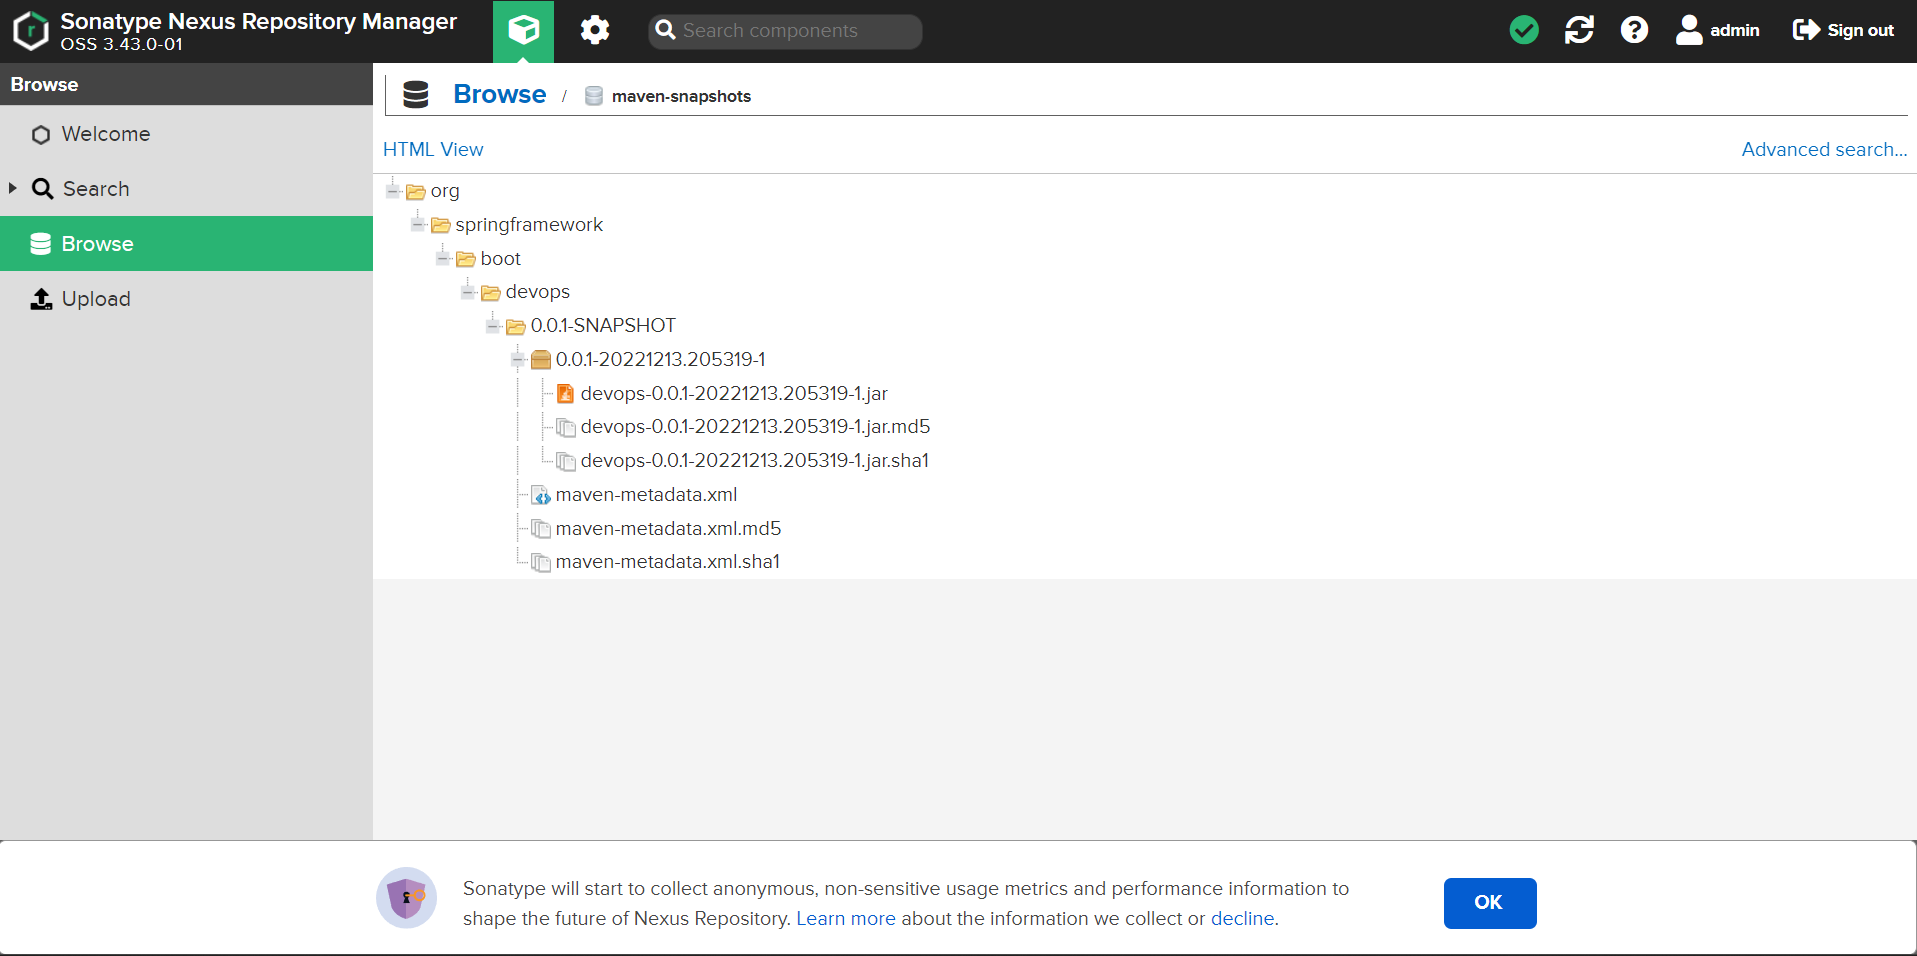 Sonatype Nexus Repository Manager
OSS 3.43.0-01
Search components
admin
Sign out
Browse
Welcome
Search
Browse
Upload
Browse / maven-snapshots
HTML View
Advanced search...
org
springframework
boot
devops
0.0.1-SNAPSHOT
0.0.1-20221213.205319-1
devops-0.0.1-20221213.205319-1.jar
devops-0.0.1-20221213.205319-1.jar.md5
devops-0.0.1-20221213.205319-1.jar.sha1
maven-metadata.xml
maven-metadata.xml.md5
maven-metadata.xml.sha1
Sonatype will start to collect anonymous, non-sensitive usage metrics and performance information to
shape the future of Nexus Repository. Learn more about the information we collect or decline.
OK